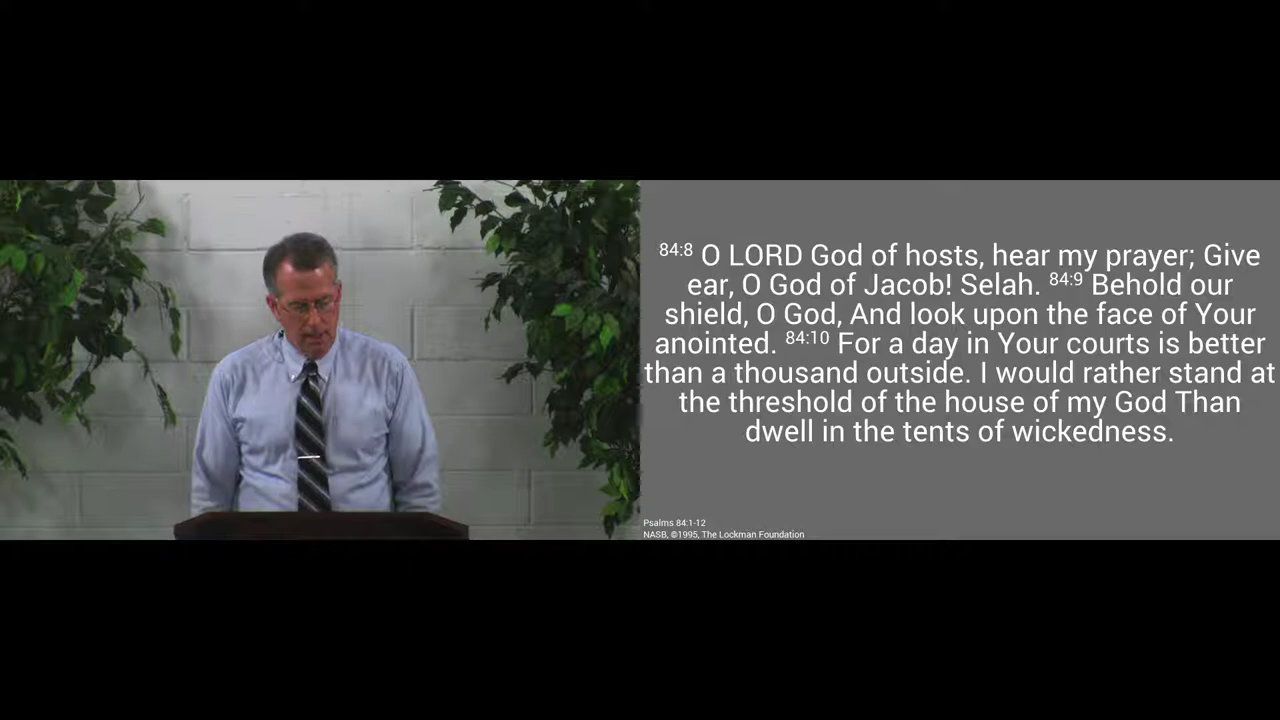 84:8 O LORD God of hosts, hear my prayer; Give
ear, O God of Jacob! Selah. 84:9 Behold our
shield, O God, And look upon the face of Your
anointed. 84:10 For a day in Your courts is better
than a thousand outside. I would rather stand at
the threshold of the house of my God Than
dwell in the tents of wickedness.
Psalms 84:1-12
NASB, ©1995, The Lockman Foundation